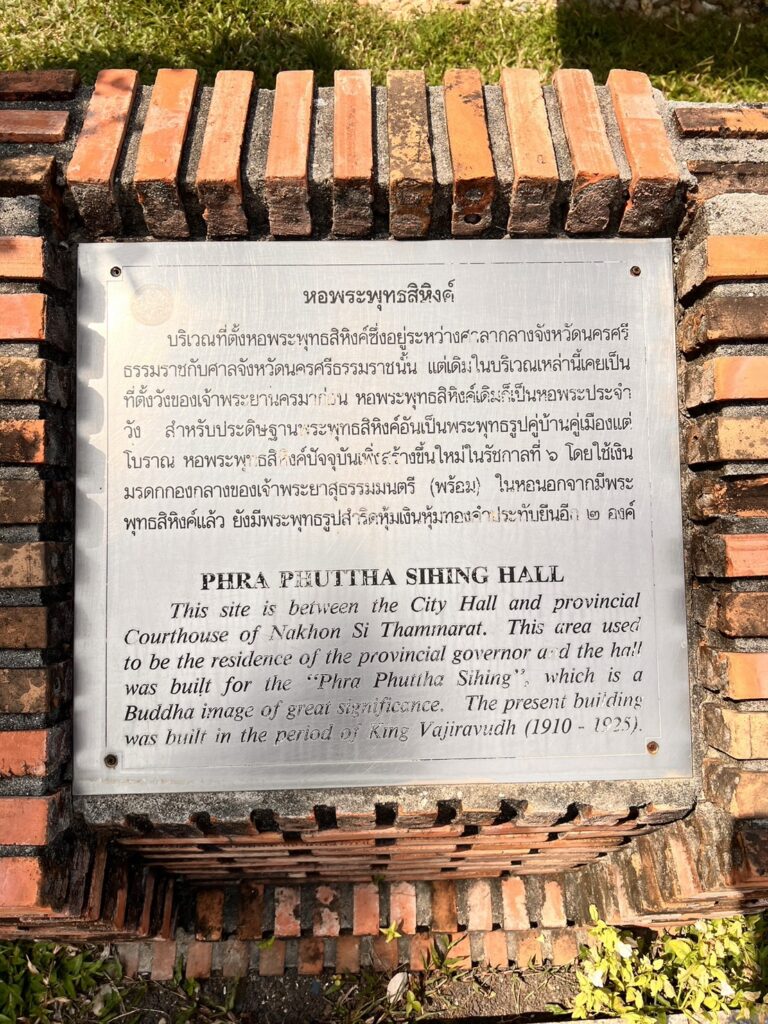 หอพระพุทธสิหิงค์
บริเวณที่ตั้งหอพระพุทธสิหิงค์ซึ่งอยู่ระหว่างศาลากลางจังหวัดนครศรี
ธรรมราชกับศาลจังหวัดนครศรีธรรมราชนั้น แต่เดิมในบริเวณเหล่านี้เคยเป็น
ที่ตั้งวังของเจ้าพระยานครมาก่อน หอพระพุทธสิหิงค์เดิมก็เป็นหอพระประจำ
วัง สำหรับประดิษฐานพระพุทธสิหิงค์อันเป็นพระพุทธรูปคู่บ้านคู่เมืองแต่
โบราณ หอพระพุทธสิหิงค์ปัจจุบันเพิ่งสร้างขึ้นใหม่ในรัชกาลที่ ๖ โดยใช้เงิน
มรดกกองกลางของเจ้าพระยาสุธรรมมนตรี (พร้อม) ในหอนอกจากมีพระ
พุทธสิหิงค์แล้ว ยังมีพระพุทธรูปสำริดหุ้มเงินหุ้มทองคำประทับยืนอีก ๒ องค์
PHRA PHUTTHA SIHING HALL
This site is between the City Hall and provincial
Courthouse of Nakhon Si Thammarat. This area used
to be the residence of the provincial governor and the hall
was built for the "Phra Phuttha Sihing", which is a
Buddha image of great significance. The present building
was built in the period of King Vajiravudh (1910 - 1925).